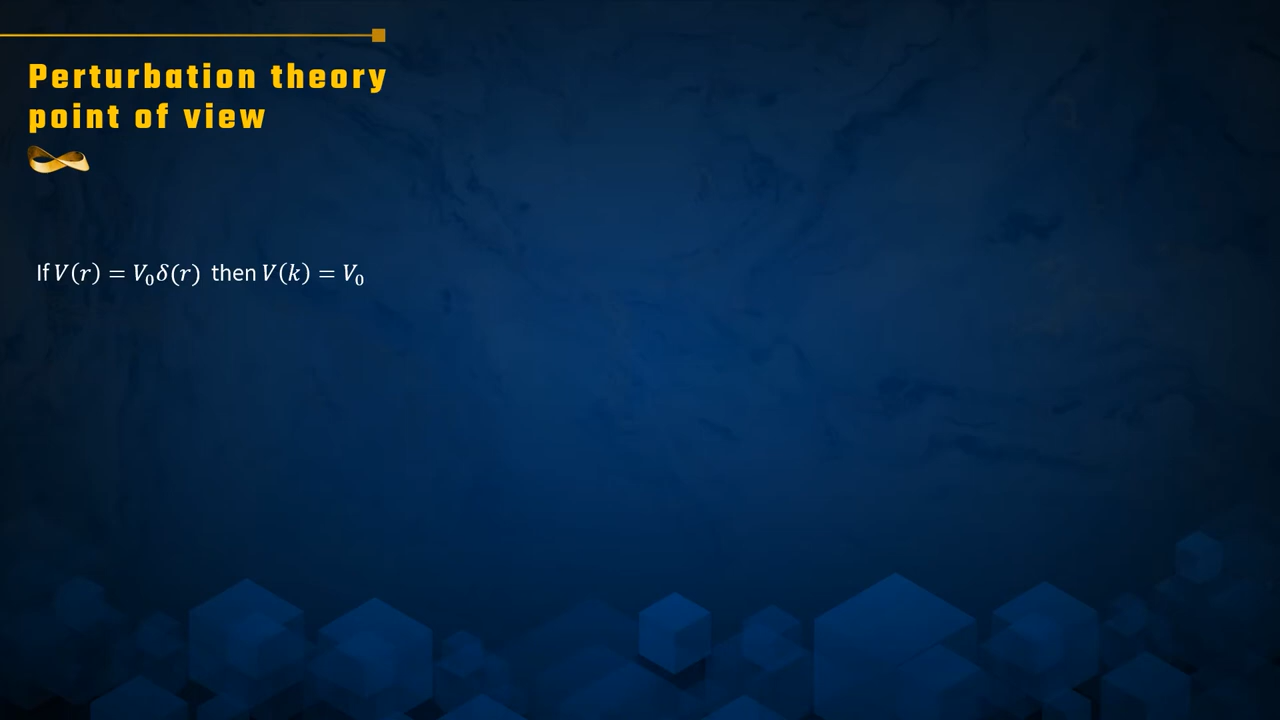 Perturbation theory
point of view
If V(r) = V₀δ(r) then V(k) = V₀